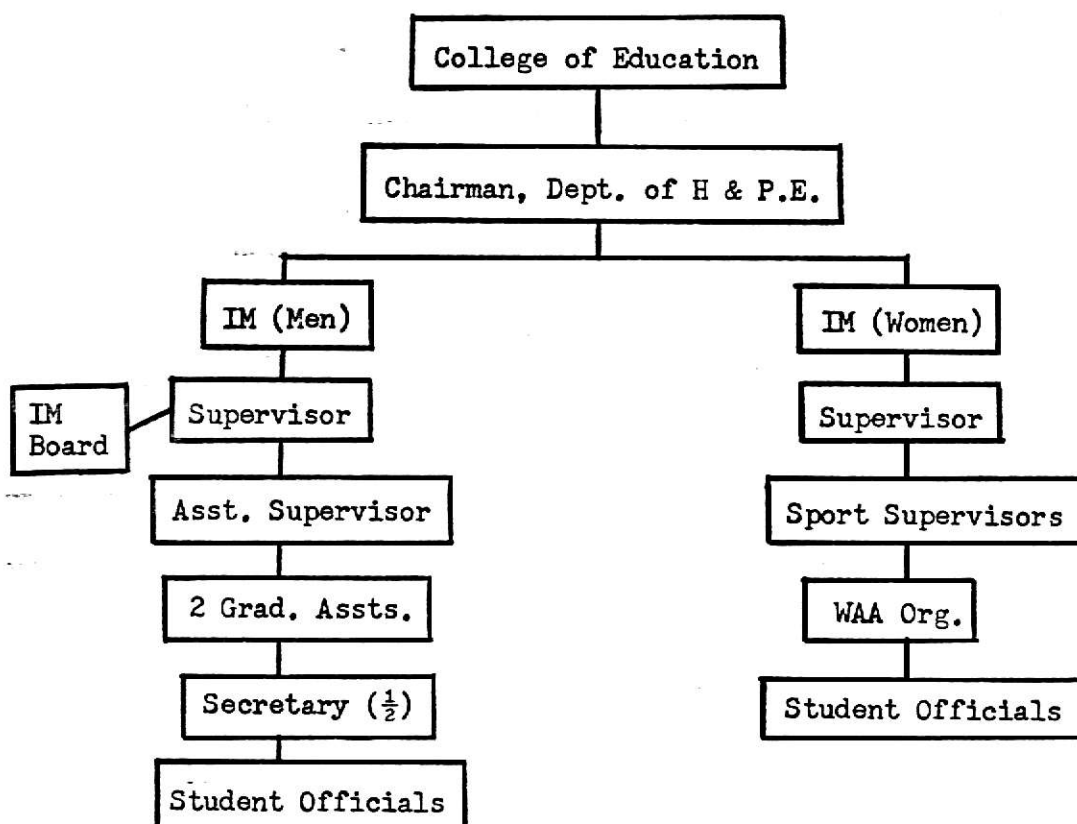 College of Education
Chairman, Dept. of H & P.E.
IM (Men)
IM
Board
Supervisor
Asst. Supervisor
2 Grad. Assts.
Secretary (½)
Student Officials
IM (Women)
Supervisor
Sport Supervisors
WAA Org.
Student Officials